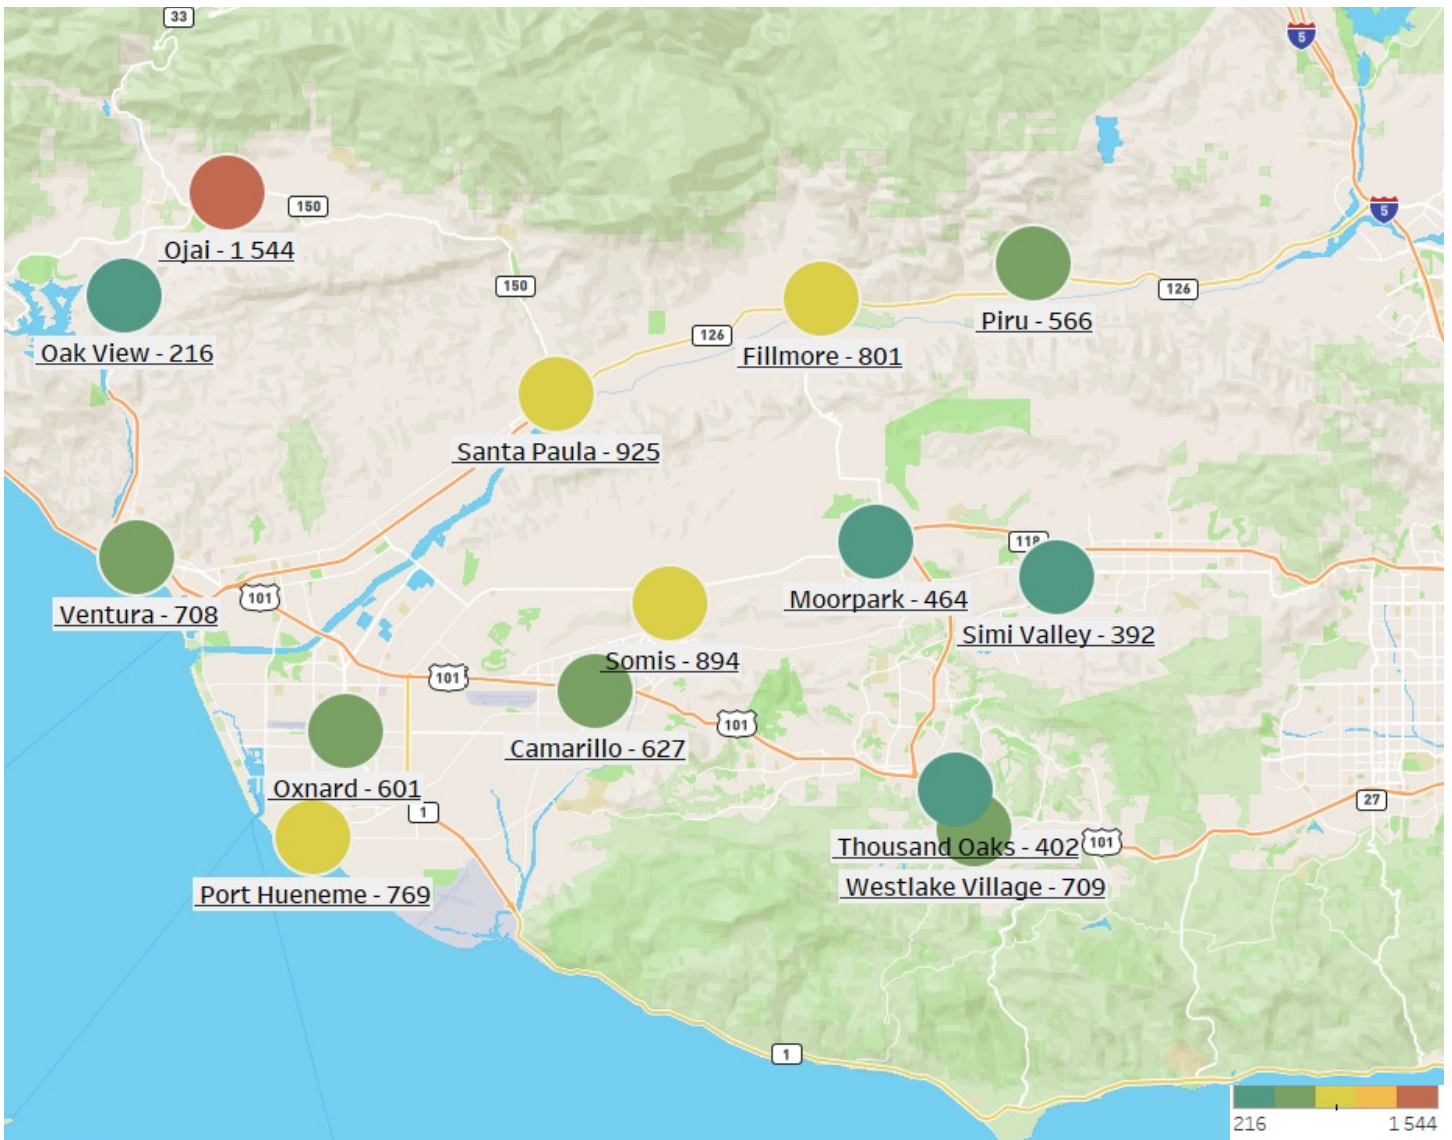 33
5
Ojai - 1 544
150
5
Oak View - 216
150
Piru - 566
126
126
Fillmore - 801
Santa Paula - 925
118
Moorpark - 464
Ventura - 708
101
Simi Valley - 392
Somis - 894
101
101
Camarillo - 627
Oxnard - 601
1
27
Thousand Oaks - 402
101
Port Hueneme - 769
Westlake Village - 709
1
216
1 544